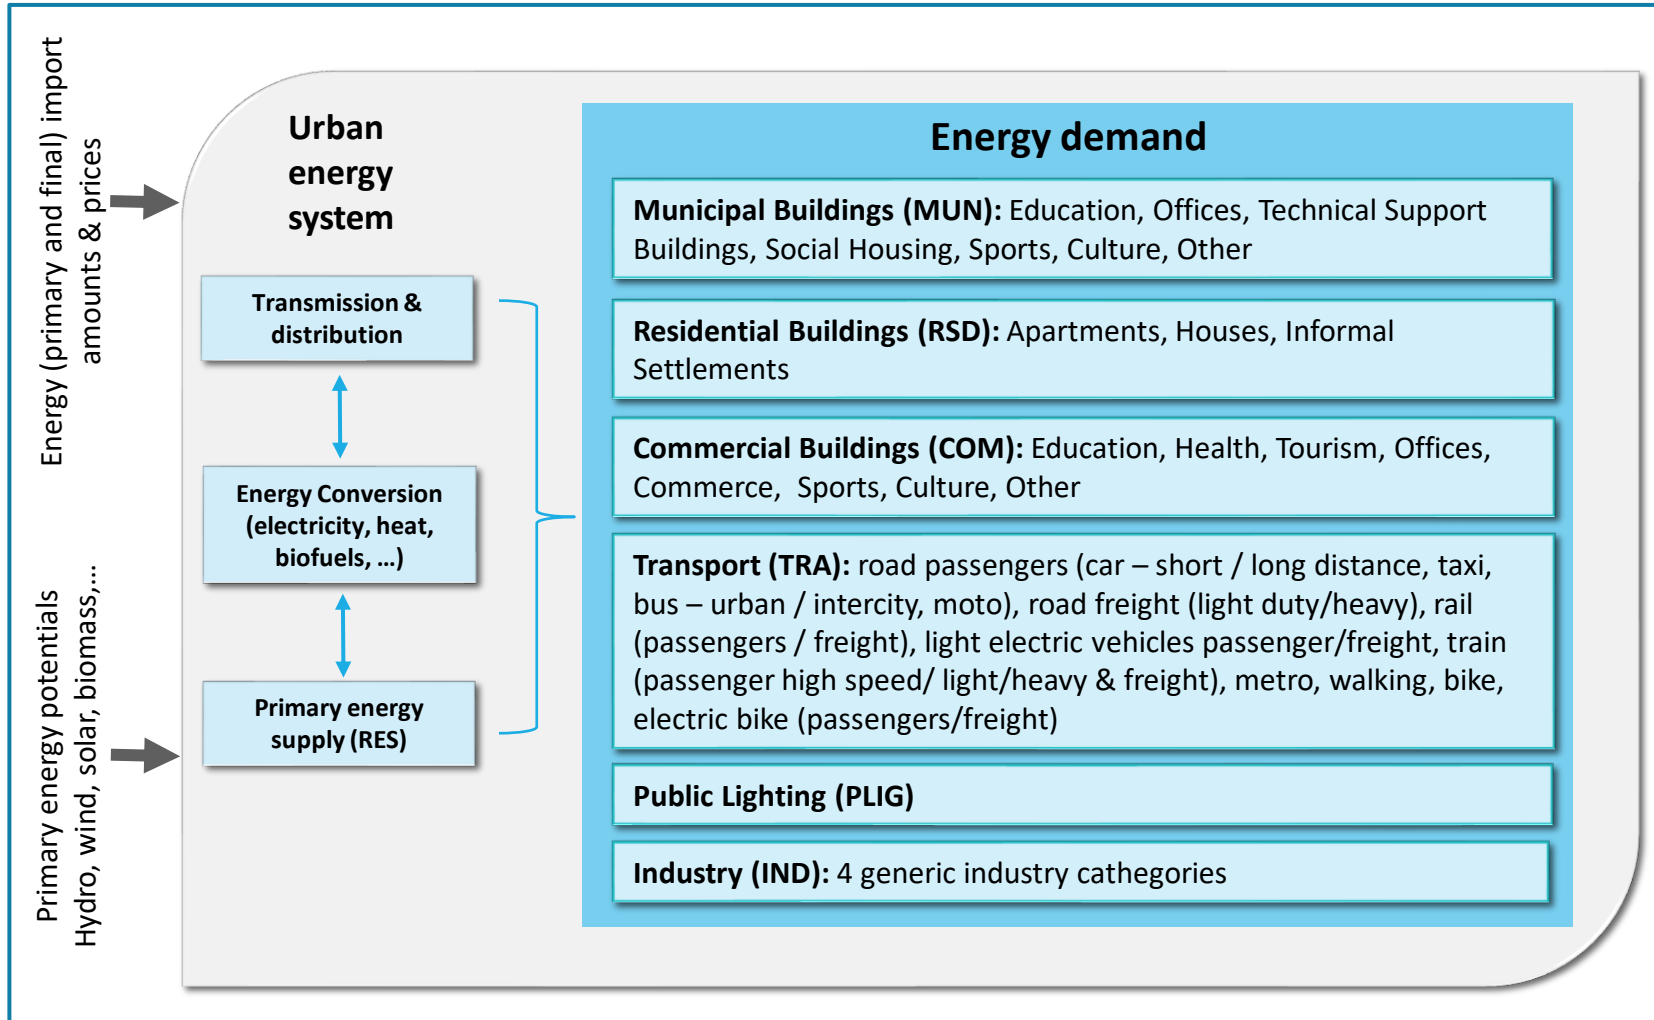 Energy (primary and final) import
amounts & prices
Primary energy potentials
Hydro, wind, solar, biomass,...
Urban
energy
system
Transmission &
distribution
Energy Conversion
(electricity, heat,
biofuels, ...)
Primary energy
supply (RES)
Energy demand
Municipal Buildings (MUN): Education, Offices, Technical Support
Buildings, Social Housing, Sports, Culture, Other
Residential Buildings (RSD): Apartments, Houses, Informal
Settlements
Commercial Buildings (COM): Education, Health, Tourism, Offices,
Commerce,  Sports, Culture, Other
Transport (TRA): road passengers (car – short / long distance, taxi,
bus – urban / intercity, moto), road freight (light duty/heavy), rail
(passengers / freight), light electric vehicles passenger/freight, train
(passenger high speed/ light/heavy & freight), metro, walking, bike,
electric bike (passengers/freight)
Public Lighting (PLIG)
Industry (IND): 4 generic industry cathegories